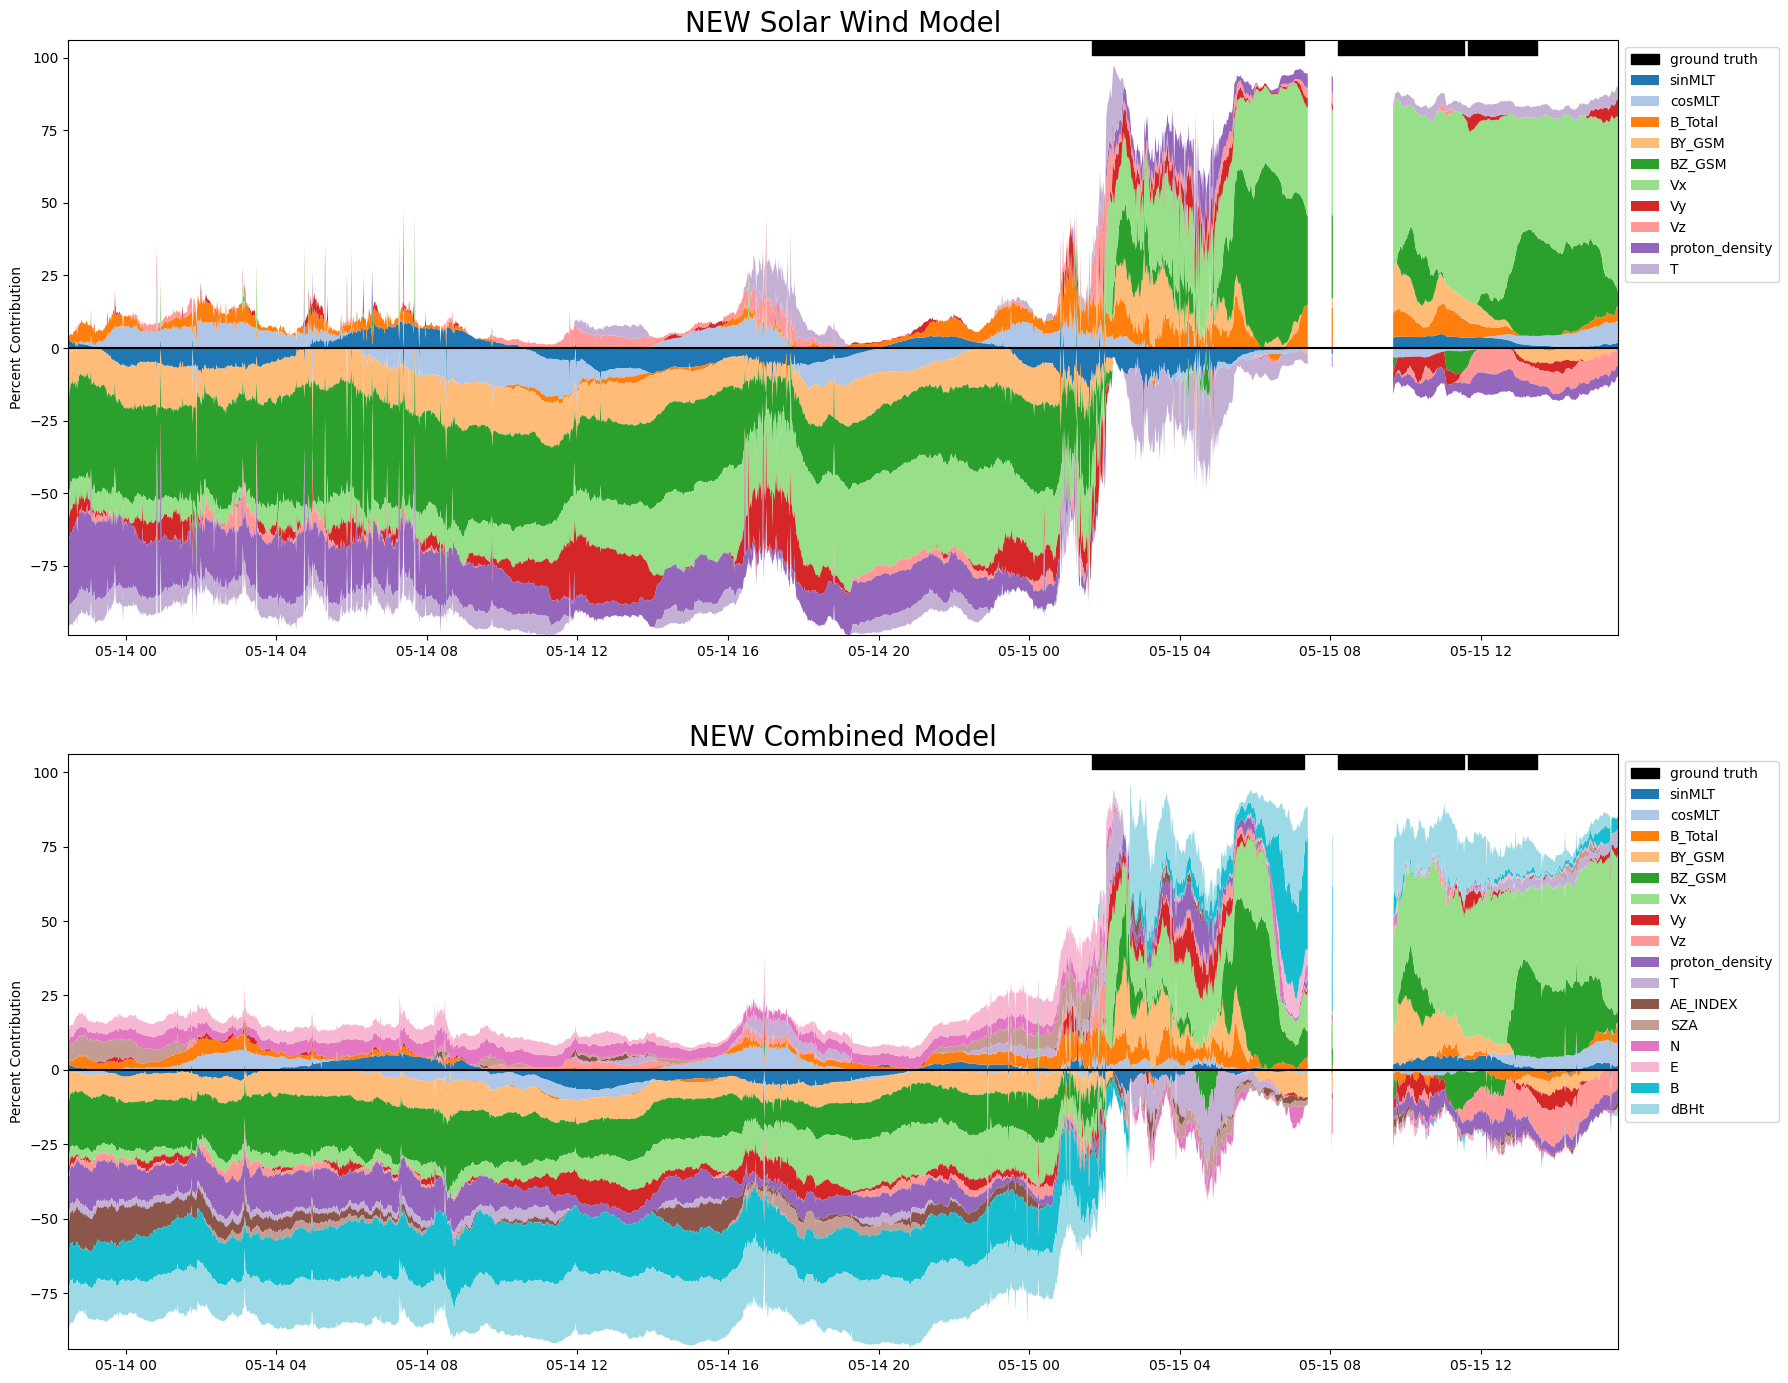 NEW Solar Wind Model
100
75
50
25
0
−25
−50
−75
Percent Contribution
05-14 00 05-14 04 05-14 08 05-14 12 05-14 16 05-14 20 05-15 00 05-15 04 05-15 08 05-15 12
ground truth
sinMLT
cosMLT
B_Total
BY_GSM
BZ_GSM
Vx
Vy
Vz
proton_density
T
NEW Combined Model
100
75
50
25
0
−25
−50
−75
Percent Contribution
05-14 00 05-14 04 05-14 08 05-14 12 05-14 16 05-14 20 05-15 00 05-15 04 05-15 08 05-15 12
ground truth
sinMLT
cosMLT
B_Total
BY_GSM
BZ_GSM
Vx
Vy
Vz
proton_density
T
AE_INDEX
SZA
N
E
B
dBHt